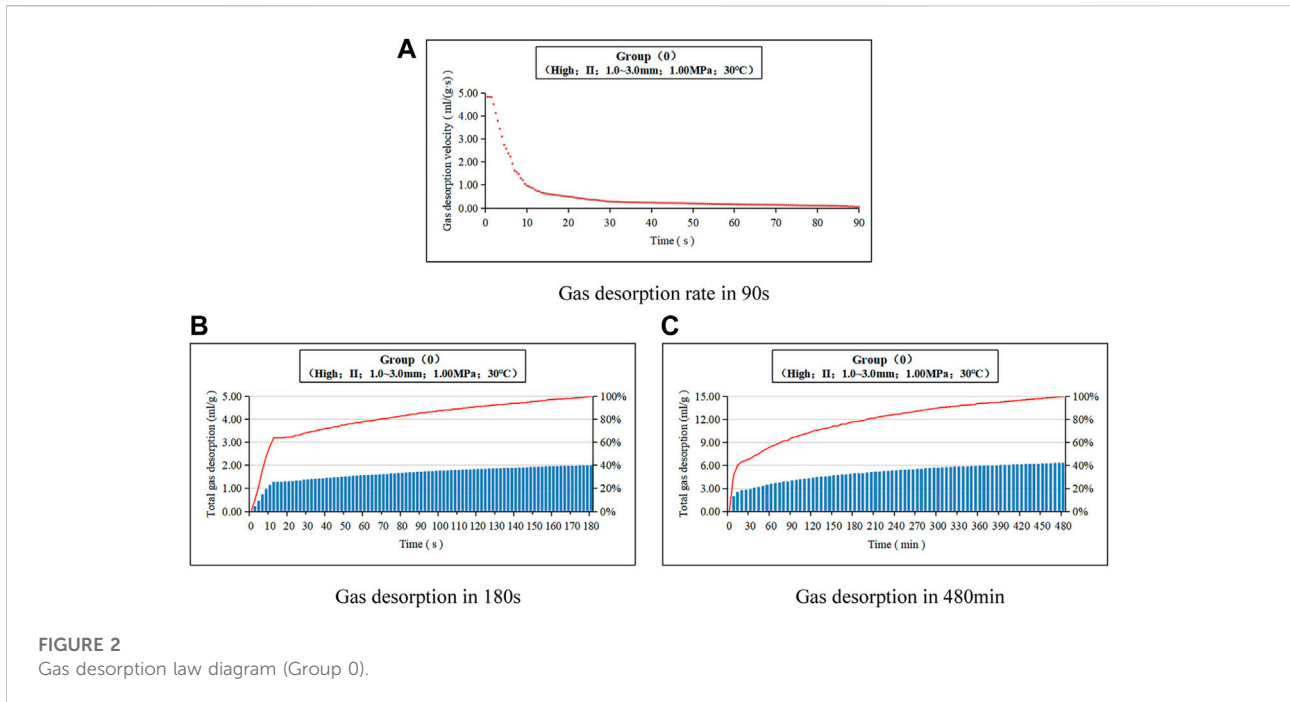 A
Group（0）
（High；II；1.0~3.0mm；1.00MPa；30℃）
Gas desorption velocity ( ml/(g·s)
5.00
4.00
3.00
2.00
1.00
0.00
0 10 20 30 40 50 60 70 80 90
Time ( s )
Gas desorption rate in 90s
B
Group（0）
（High；II；1.0~3.0mm；1.00MPa；30℃）
Total gas desorption (ml/g)
5.00 100%
4.00 80%
3.00 60%
2.00 40%
1.00 20%
0.00 0%
0 10 20 30 40 50 60 70 80 90 100 110 120 130 140 150 160 170 180
Time ( s )
Gas desorption in 180s
C
Group（0）
（High；II；1.0~3.0mm；1.00MPa；30℃）
Total gas desorption (ml/g)
15.00 100%
12.00 80%
9.00 60%
6.00 40%
3.00 20%
0.00 0%
0 30 60 90 120 150 180 210 240 270 300 330 360 390 420 450 480
Time ( min )
Gas desorption in 480min
FIGURE 2
Gas desorption law diagram (Group 0).